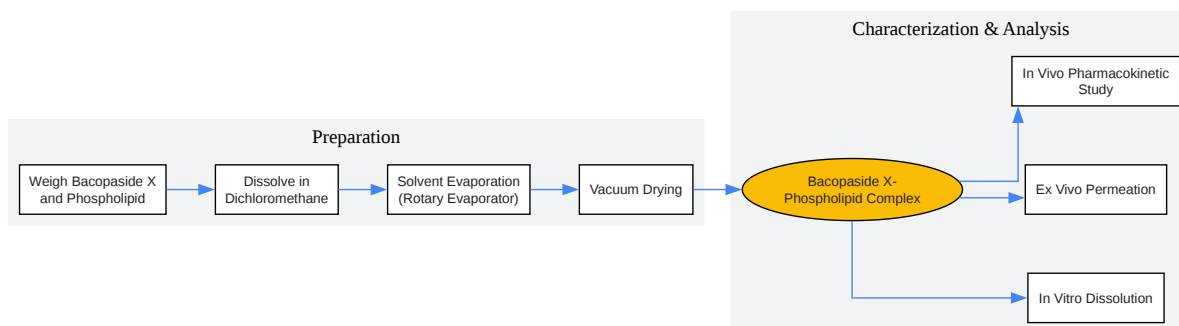 Preparation
Weigh Bacopaside X
and Phospholipid
Dissolve in
Dichloromethane
Solvent Evaporation
(Rotary Evaporator)
Vacuum Drying
Characterization & Analysis
Bacopaside X-
Phospholipid Complex
In Vivo Pharmacokinetic
Study
Ex Vivo Permeation
In Vitro Dissolution